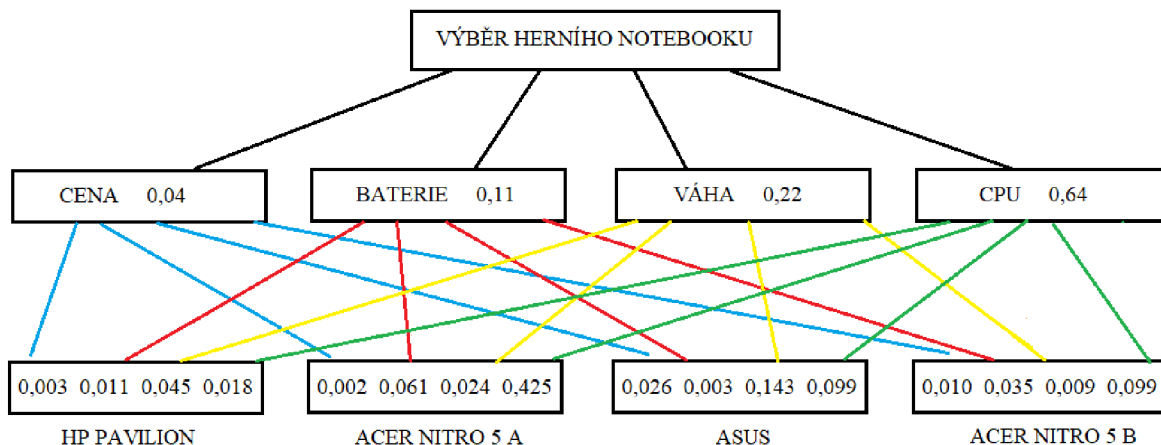 VÝBĚR HERNÍHO NOTEBOOKU
CENA 0,04
BATERIE 0,11
VÁHA 0,22
CPU 0,64
0,003 0,011 0,045 0,018
0,002 0,061 0,024 0,425
0,026 0,003 0,143 0,099
0,010 0,035 0,009 0,099
HP PAVILION
ACER NITRO 5 A
ASUS
ACER NITRO 5 B